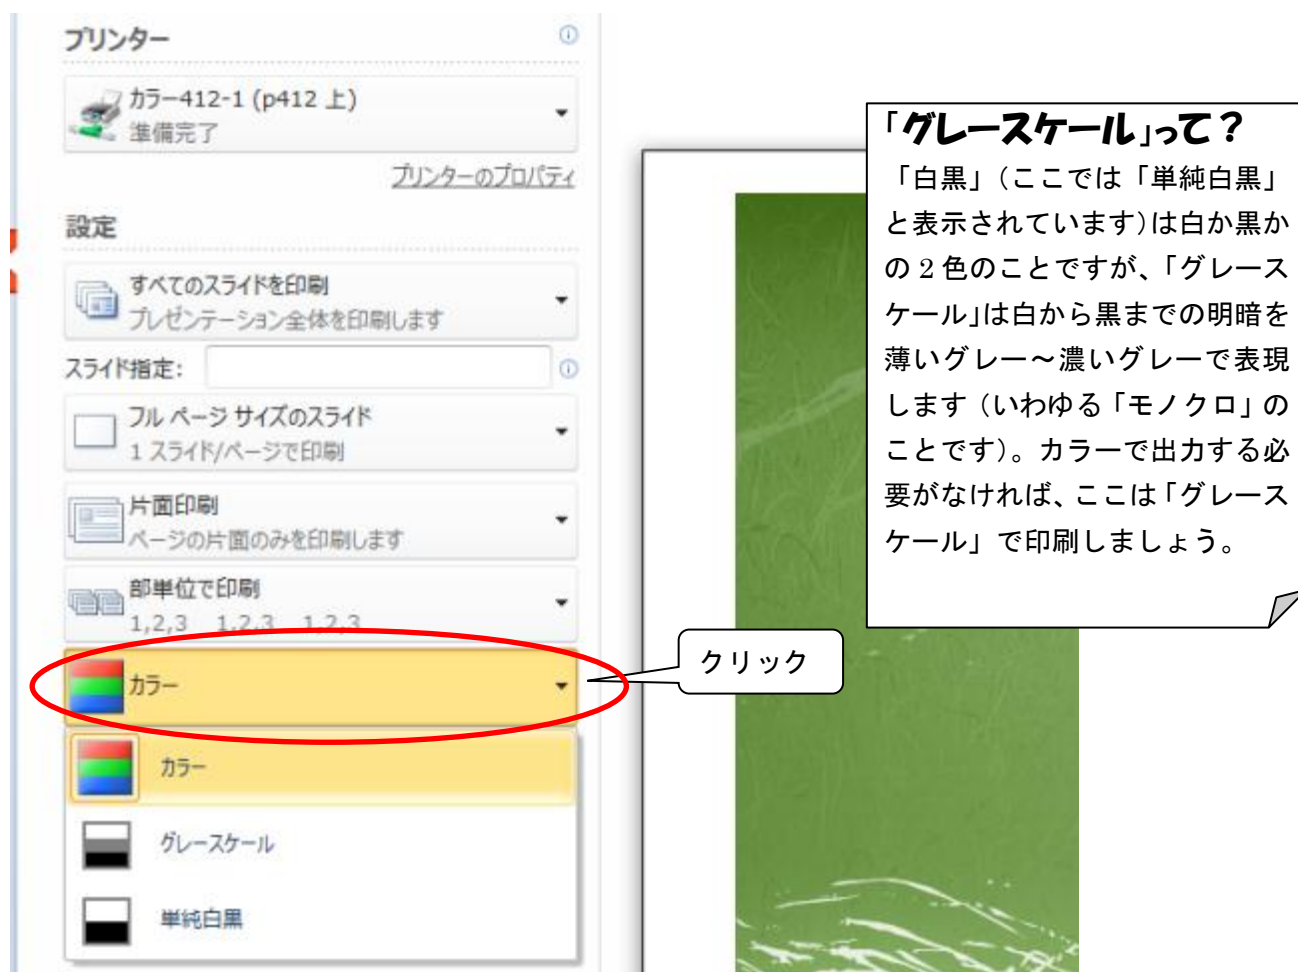 プリンター
カラー412-1 (p412 上)
準備完了
プリンターのプロパティ
設定
すべてのスライドを印刷
プレゼンテーション全体を印刷します
スライド指定:
フル ページ サイズのスライド
1 スライド/ページで印刷
片面印刷
ページの片面のみを印刷します
部単位で印刷
1,2,3 1,2,3 1,2,3
カラー
カラー
グレースケール
単純白黒
クリック
「グレースケール」って？
「白黒」（ここでは「単純白黒」
と表示されています）は白か黒か
の 2 色のことですが、「グレース
ケール」は白から黒までの明暗を
薄いグレー～濃いグレーで表現
します（いわゆる「モノクロ」の
ことです）。カラーで出力する必
要がなければ、ここは「グレース
ケール」で印刷しましょう。